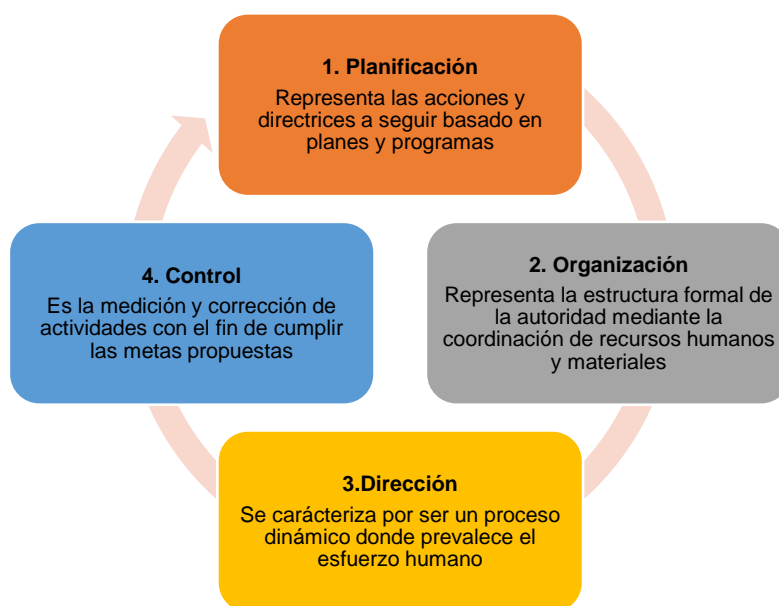 1. Planificación
Representa las acciones y
directrices a seguir basado en
planes y programas
2. Organización
Representa la estructura formal de
la autoridad mediante la
coordinación de recursos humanos
y materiales
3.Dirección
Se carácteriza por ser un proceso
dinámico donde prevalece el
esfuerzo humano
4. Control
Es la medición y corrección de
actividades con el fin de cumplir
las metas propuestas